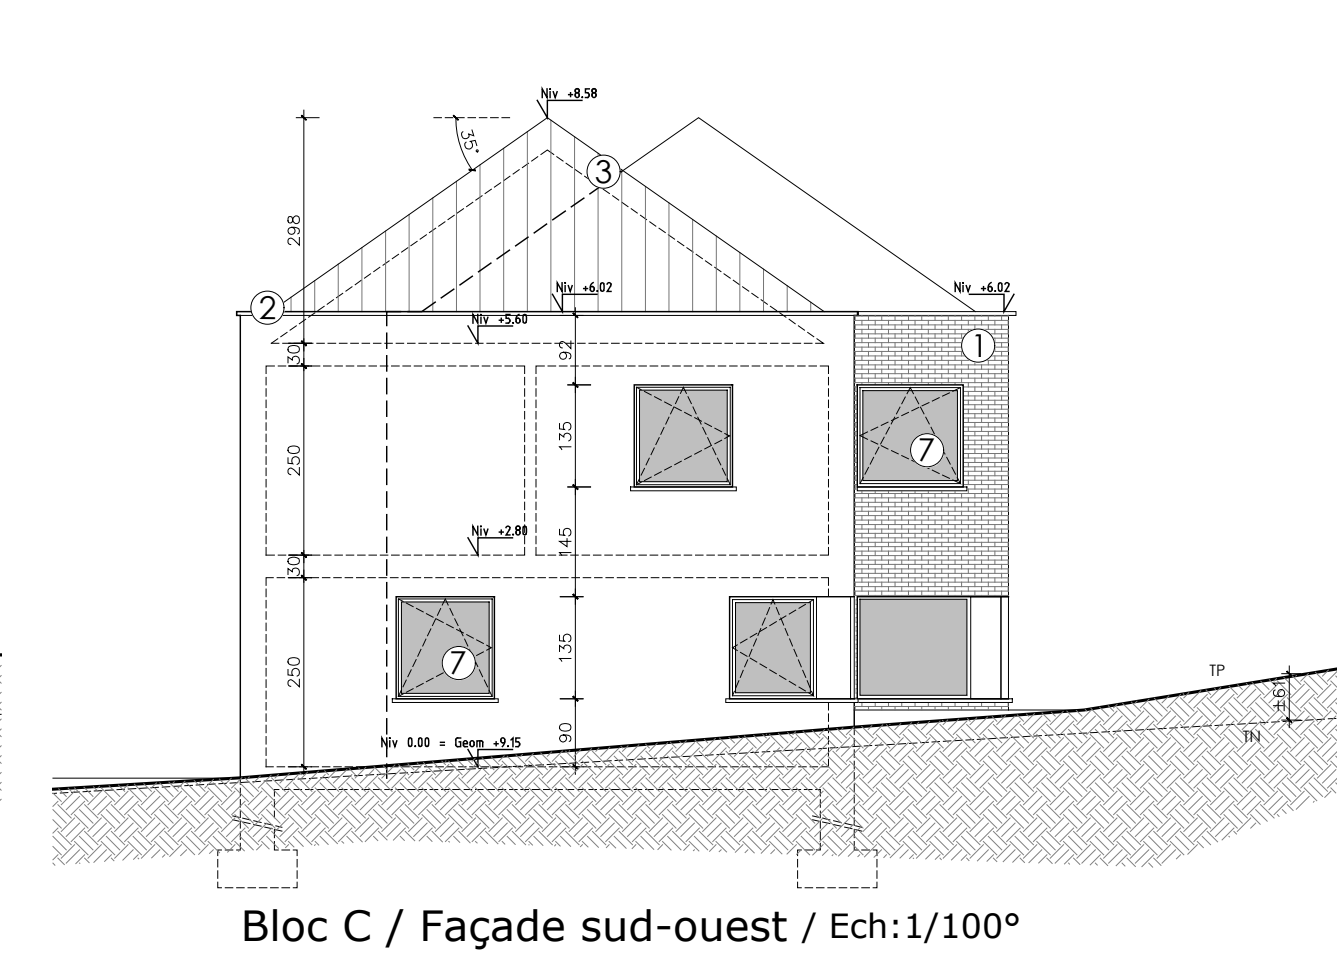 Niv +8.58
35°
298
3
2
Niv +6.02
Niv +6.02
Niv +5.60
30
92
1
250
135
7
Niv +2.80
145
30
250
135
7
TP
±61
90
Niv 0.00 = Geom +9.15
TN
Bloc C / Façade sud-ouest / Ech:1/100°